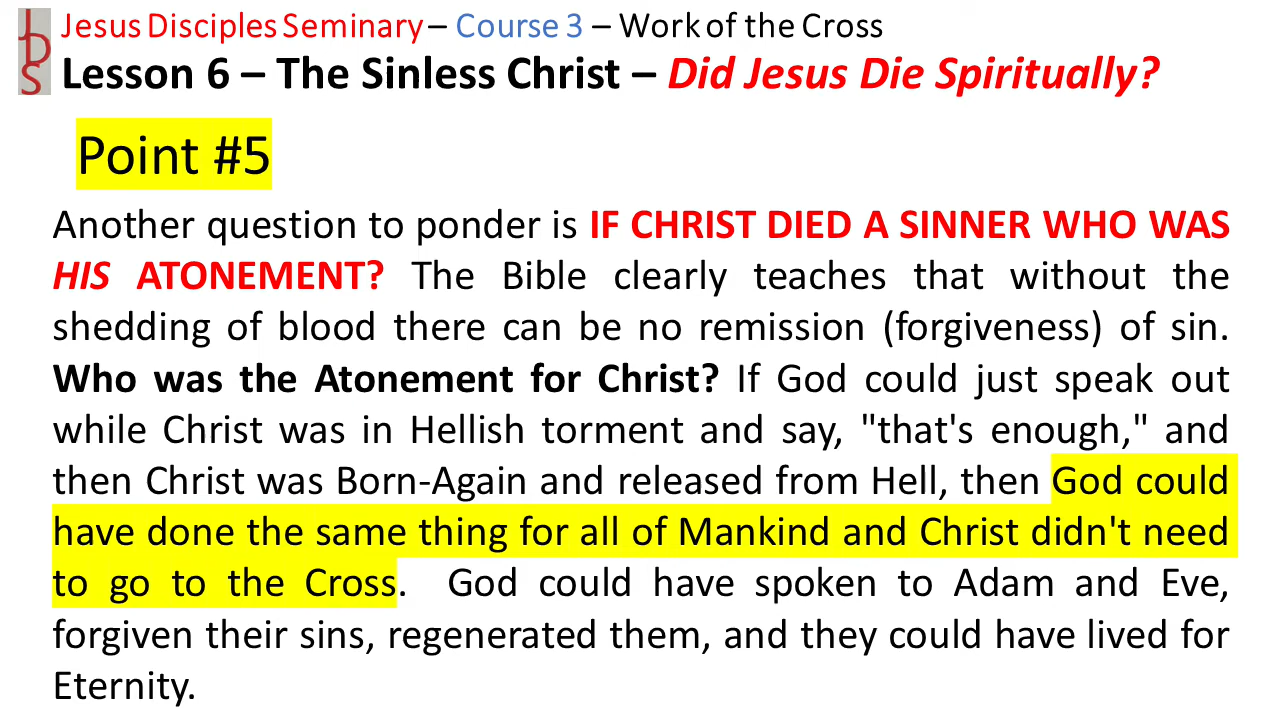 JDS
Jesus Disciples Seminary – Course 3 – Work of the Cross
Lesson 6 – The Sinless Christ – Did Jesus Die Spiritually?
Point #5
Another question to ponder is IF CHRIST DIED A SINNER WHO WAS
HIS ATONEMENT? The Bible clearly teaches that without the
shedding of blood there can be no remission (forgiveness) of sin.
Who was the Atonement for Christ? If God could just speak out
while Christ was in Hellish torment and say, "that's enough," and
then Christ was Born-Again and released from Hell, then God could
have done the same thing for all of Mankind and Christ didn't need
to go to the Cross. God could have spoken to Adam and Eve,
forgiven their sins, regenerated them, and they could have lived for
Eternity.